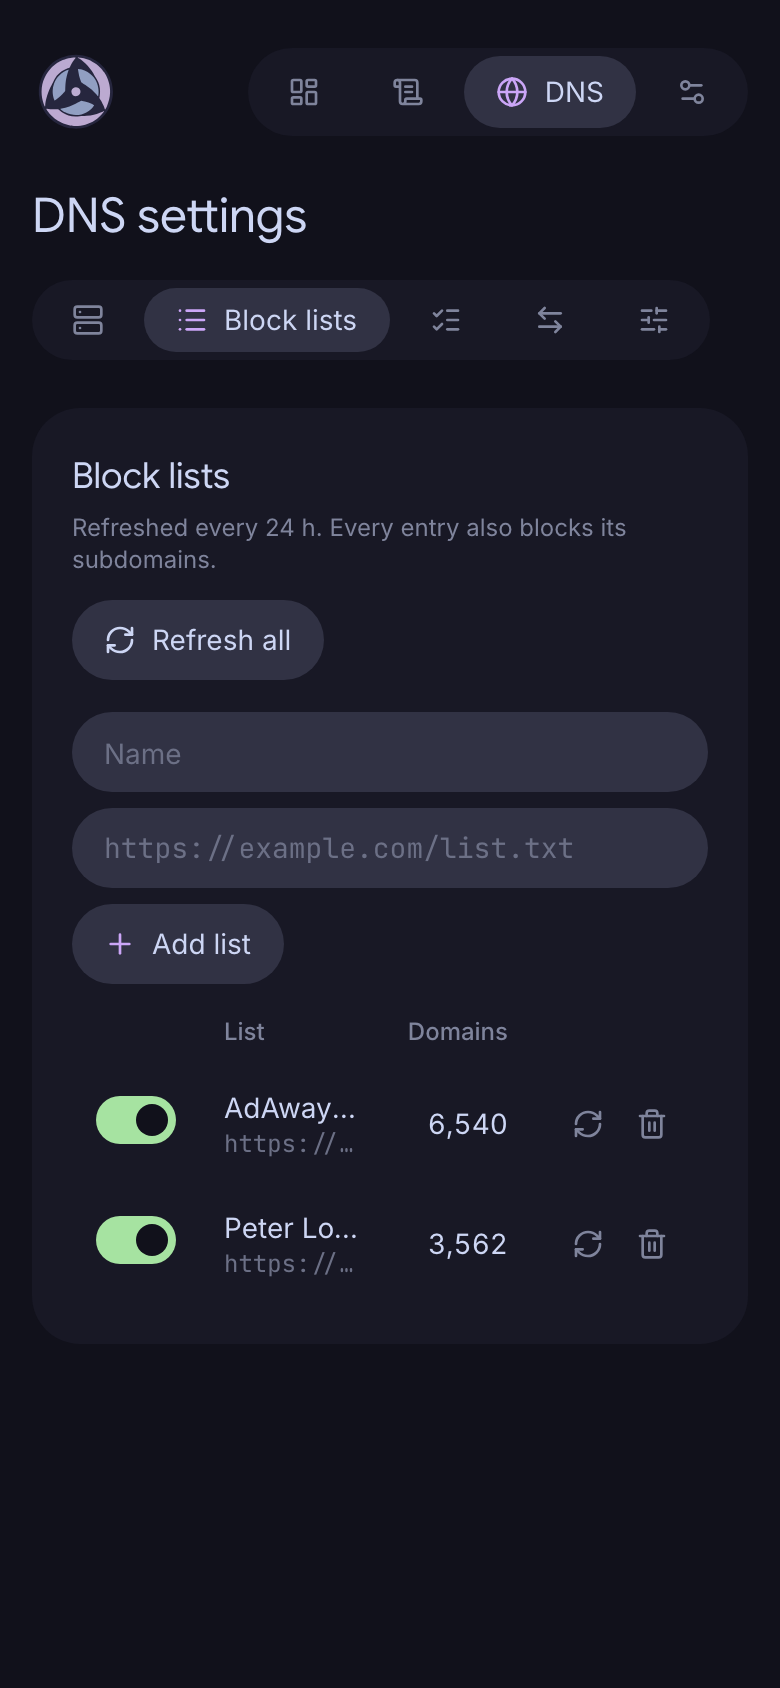 DNS
DNS settings
Block lists
Block lists
Refreshed every 24 h. Every entry also blocks its
subdomains.
Refresh all
Name
https://example.com/list.txt
Add list
List Domains
AdAway... 6,540
https://…
Peter Lo... 3,562
https://…